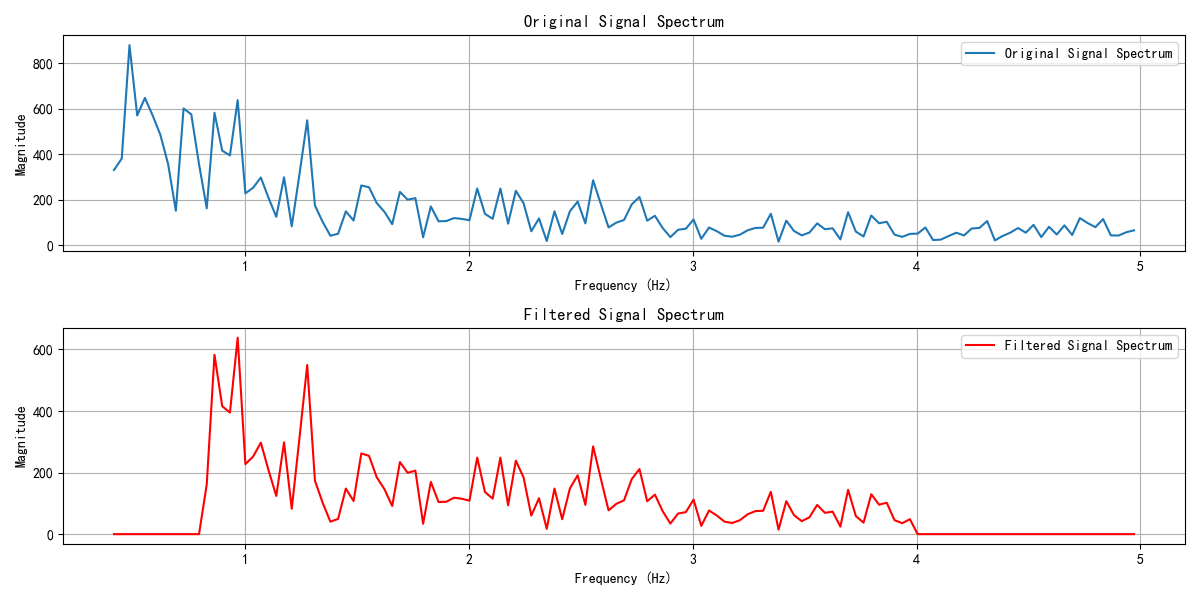 Original Signal Spectrum
Original Signal Spectrum
Magnitude
800
600
400
200
0
1 2 3 4 5
Frequency (Hz)
Filtered Signal Spectrum
Filtered Signal Spectrum
Magnitude
600
400
200
0
1 2 3 4 5
Frequency (Hz)